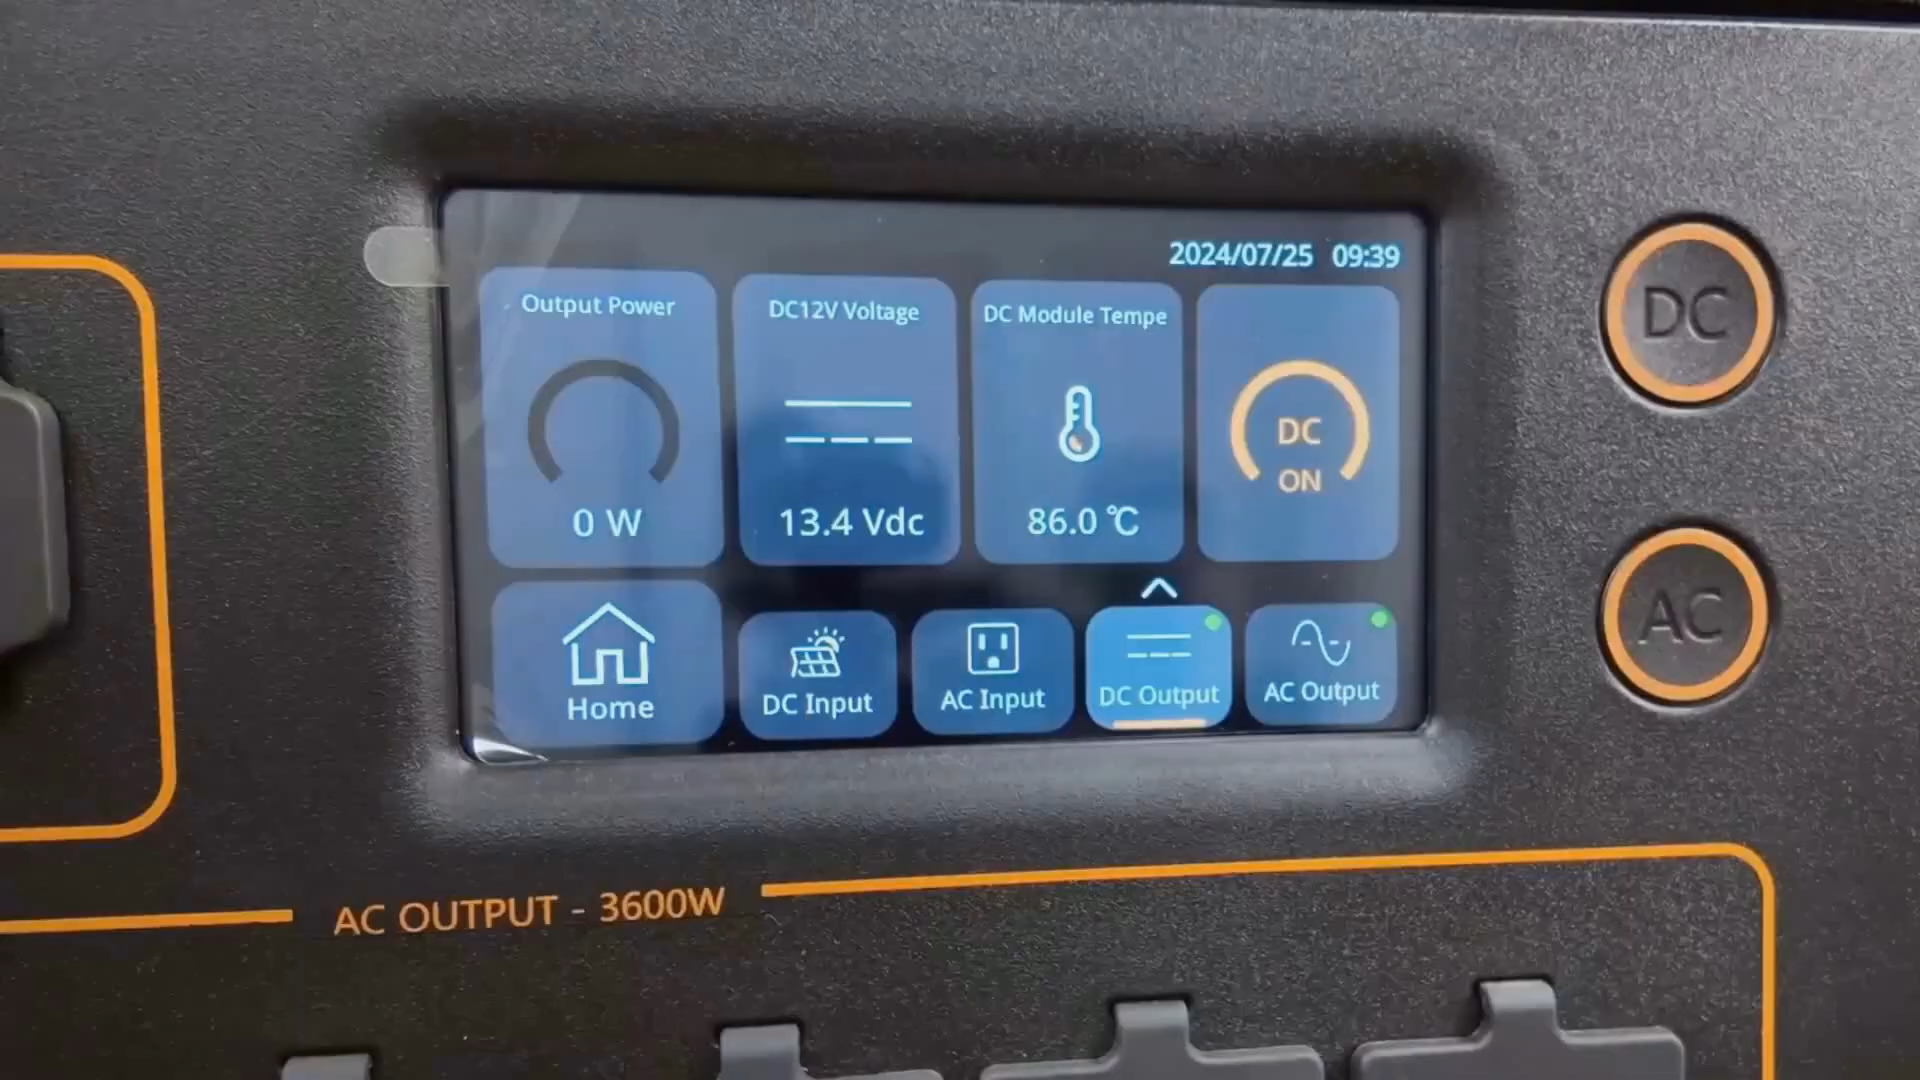 2024/07/25 09:39
Output Power
DC12V Voltage
DC Module Tempe
0 W
13.4 Vdc
86.0 ℃
DC
ON
Home
DC Input
AC Input
DC Output
AC Output
DC
AC
AC OUTPUT - 3600W